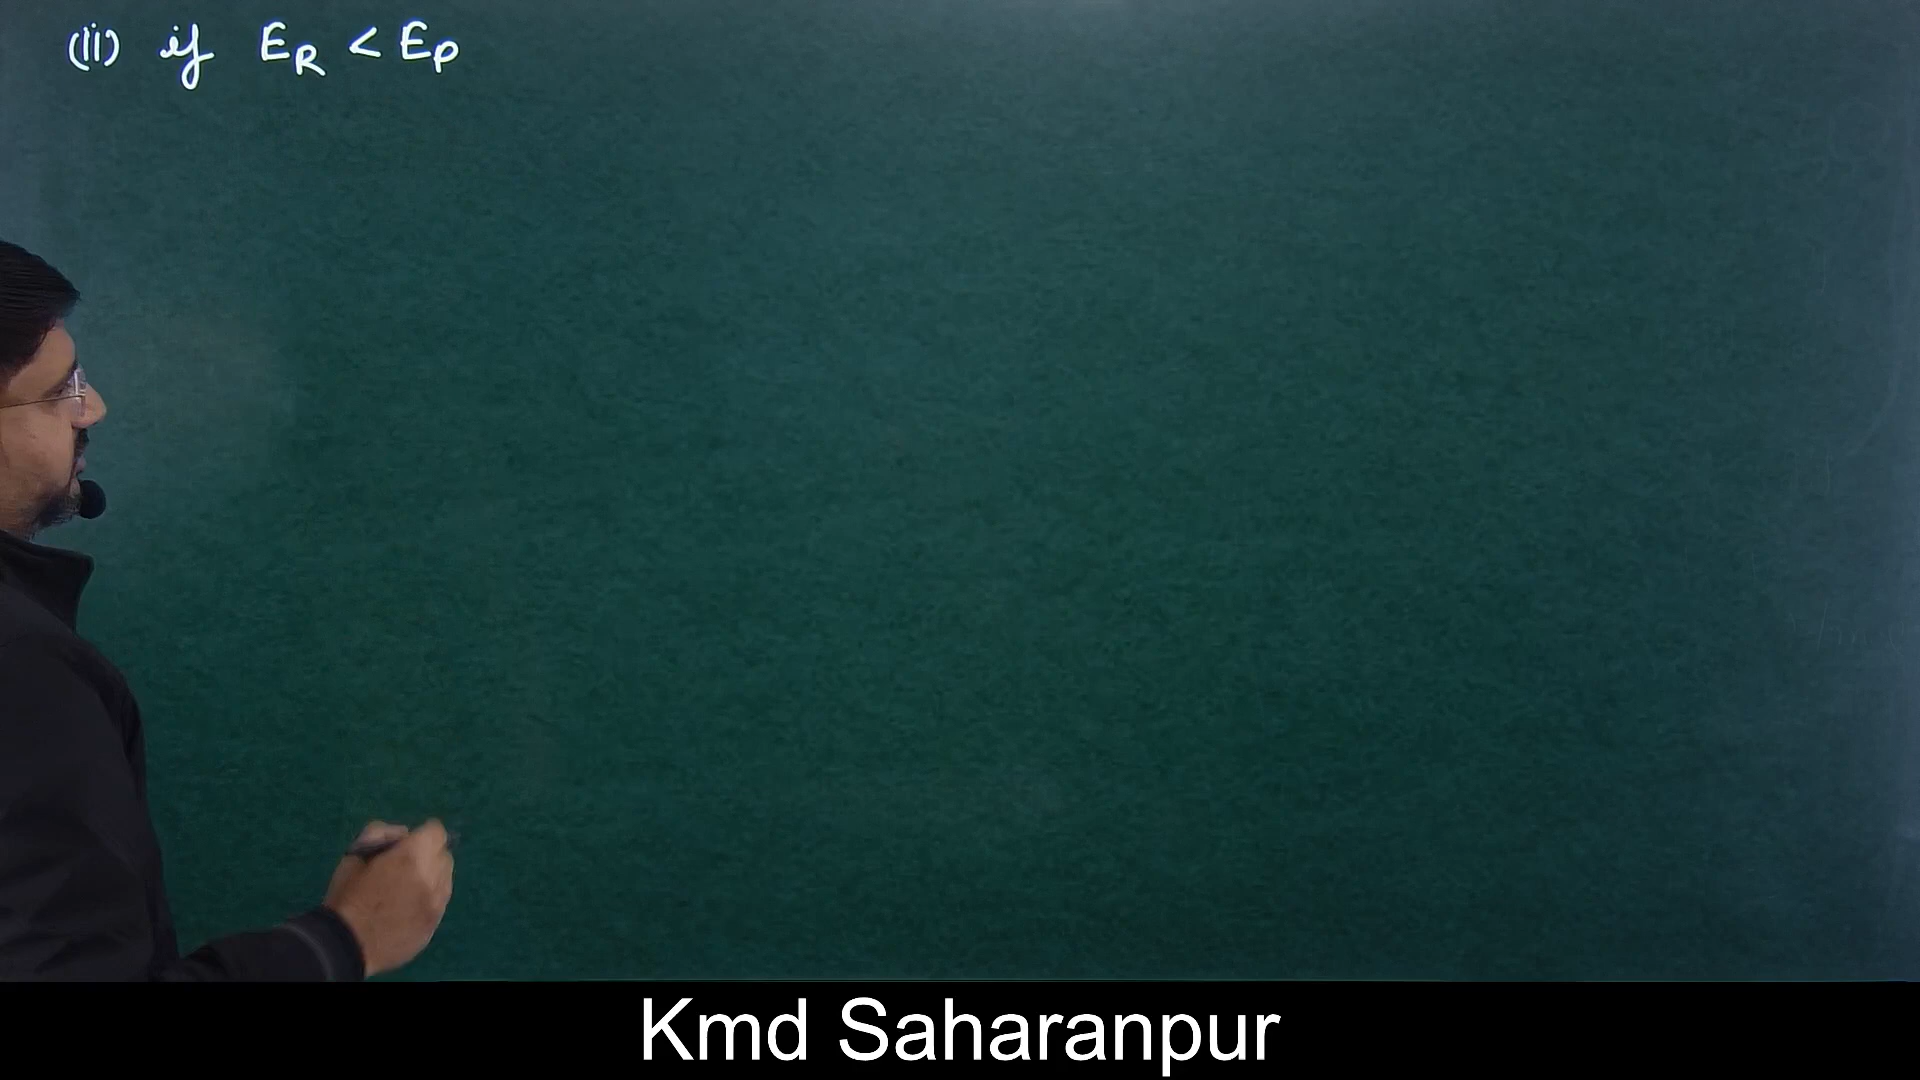 (ii) if E_R < E_P
Kmd Saharanpur